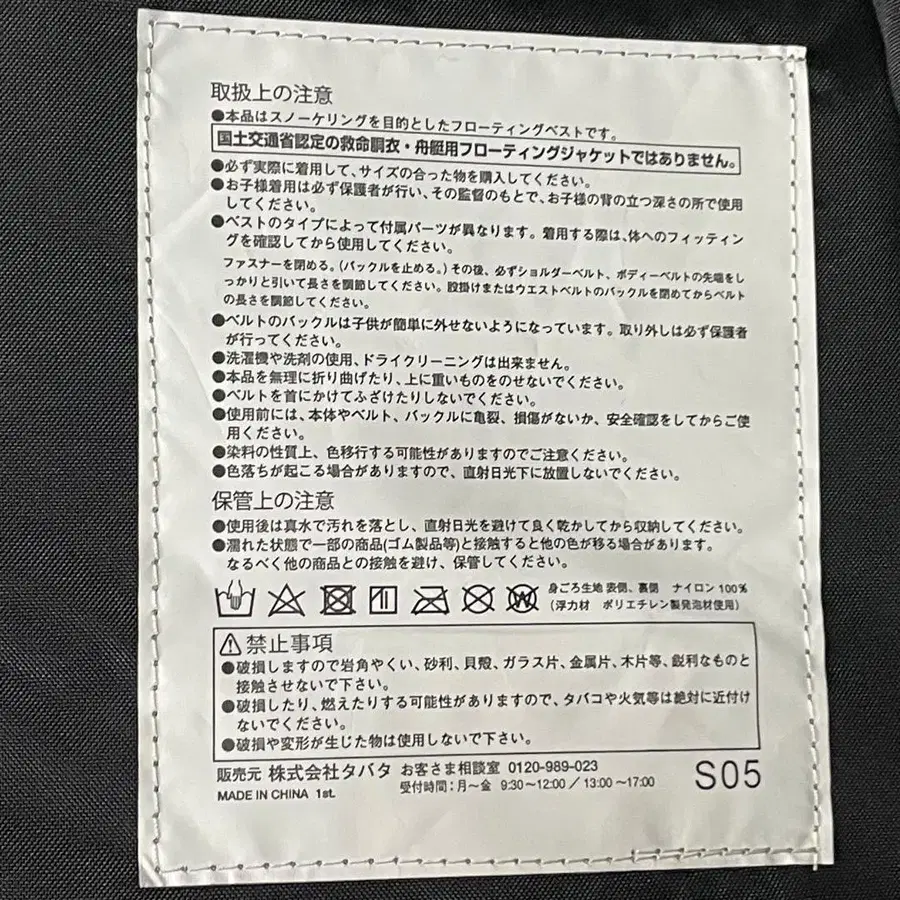 取扱上の注意
●本品はスノーケリングを目的としたフローティングベストです。
国土交通省認定の救命胴衣・舟艇用フローティングジャケットではありません。
●必ず実際に着用して、サイズの合った物を購入してください。
●お子様着用は必ず保護者が行い、その監督のもとで、お子様の背の立つ深さの所で使用
してください。
●ベストのタイプによって付属パーツが異なります。着用する際は、体へのフィッティン
グを確認してから使用してください。
ファスナーを閉める。(バックルを止める。)その後、必ずショルダーベルト、ボディーベルトの先端をし
っかりと引いて長さを調節してください。股掛けまたはウエストベルトのバックルを閉めてからベルト
の長さを調節してください。
●ベルトのバックルは子供が簡単に外せないようになっています。取り外しは必ず保護者
が行ってください。
●洗濯機や洗剤の使用、ドライクリーニングは出来ません。
●本品を無理に折り曲げたり、上に重いものをのせないでください。
●ベルトを首にかけてふざけたりしないでください。
●使用前には、本体やベルト、バックルに亀裂、損傷がないか、安全確認をしてからご使
用ください。
●染料の性質上、色移行する可能性がありますのでご注意ください。
●色落ちが起こる場合がありますので、直射日光下に放置しないでください。
保管上の注意
●使用後は真水で汚れを落とし、直射日光を避けて良く乾かしてから収納してください。
●濡れた状態で一部の商品(ゴム製品等)と接触すると他の色が移る場合があります。
なるべく他の商品との接触を避け、保管してください。
身ごろ生地 表側、裏側 ナイロン100%
(浮力材 ポリエチレン製発泡材使用)
禁止事項
●破損しますので岩角やくい、砂利、貝殻、ガラス片、金属片、木片等、鋭利なものと
接触させないで下さい。
●破損したり、燃えたりする可能性がありますので、タバコや火気等は絶対に近付け
ないでください。
●破損や変形が生じた物は使用しないで下さい。
販売元 株式会社タバタ お客さま相談室 0120-989-023
受付時間:月〜金 9:30〜12:00/13:00〜17:00
MADE IN CHINA 1st.
S05